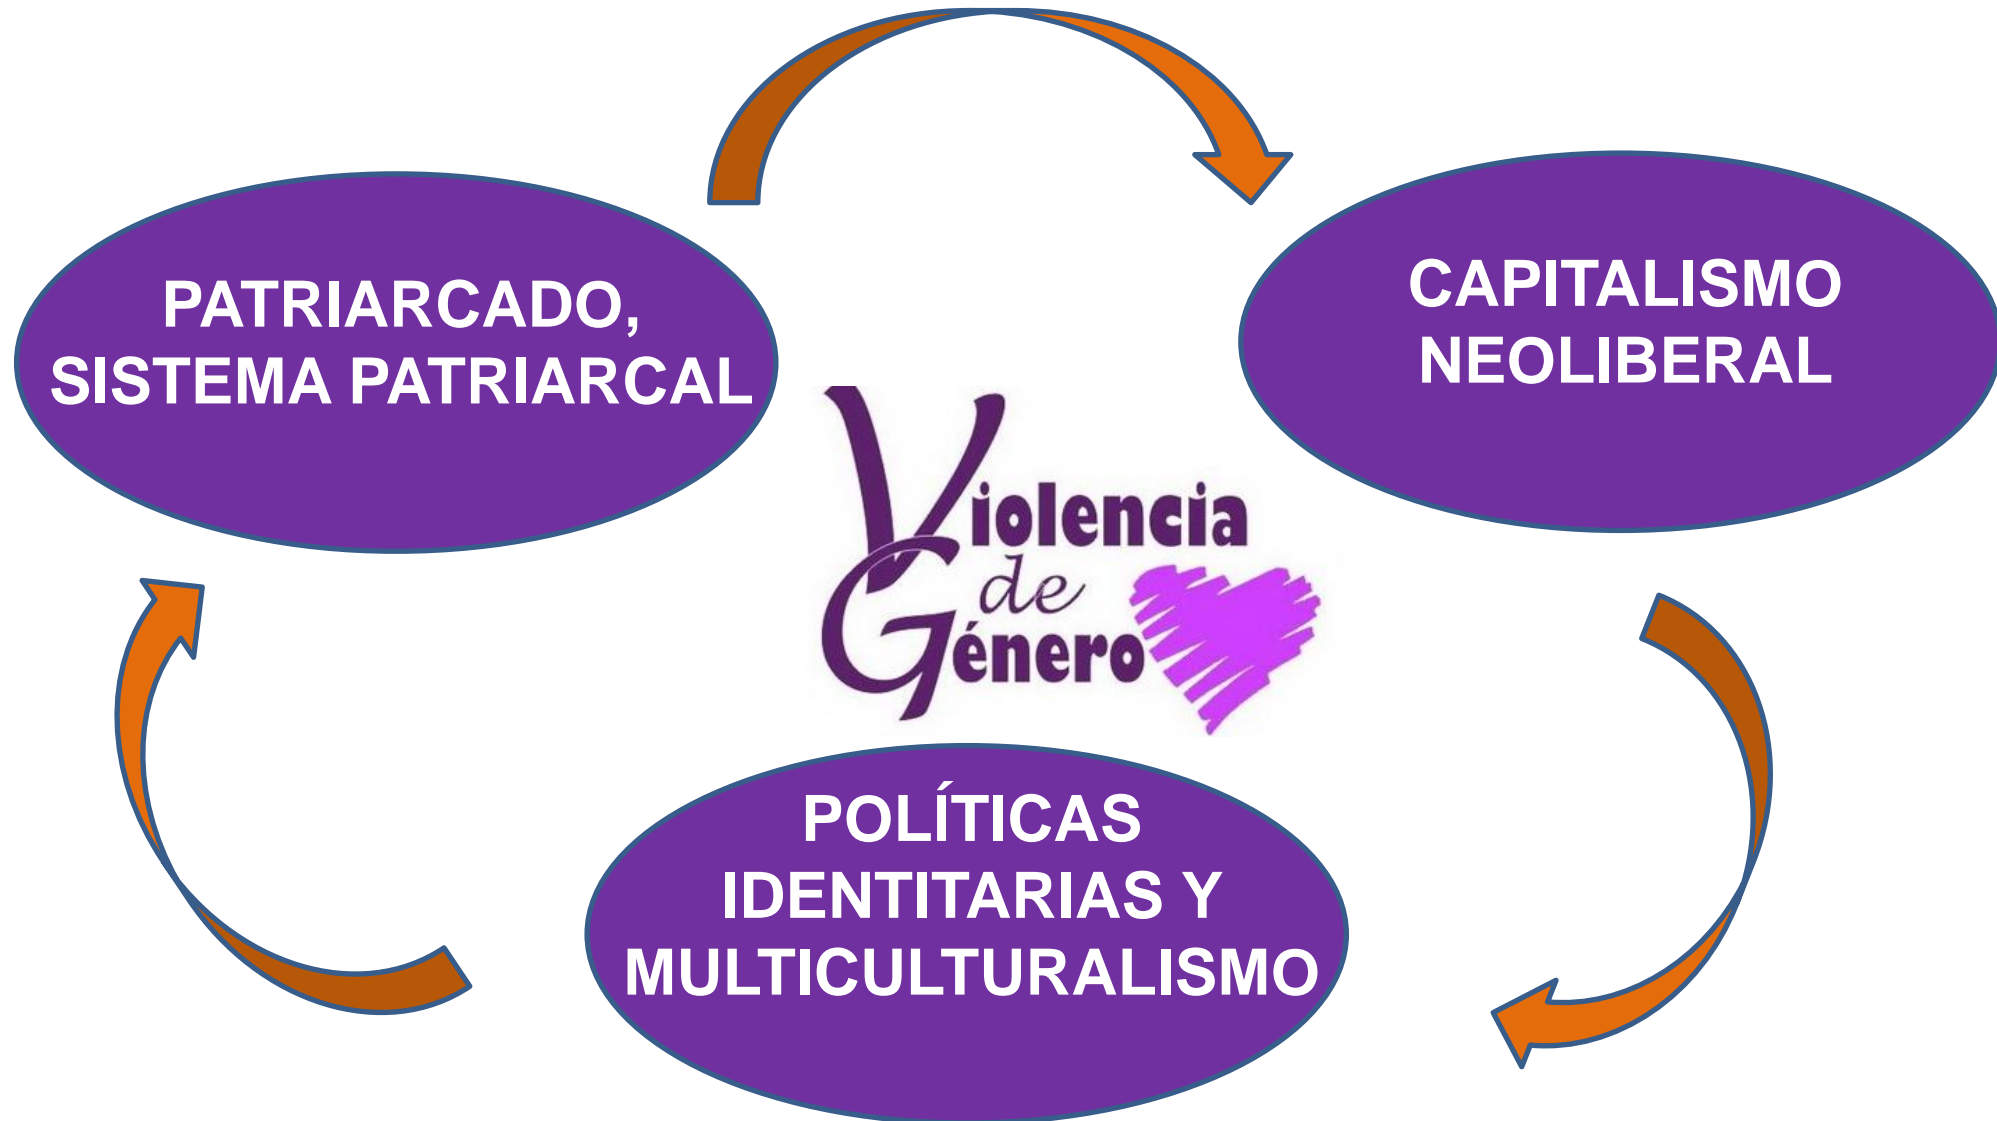 PATRIARCADO,
SISTEMA PATRIARCAL
CAPITALISMO
NEOLIBERAL
Violencia
de
Género
POLÍTICAS
IDENTITARIAS Y
MULTICULTURALISMO